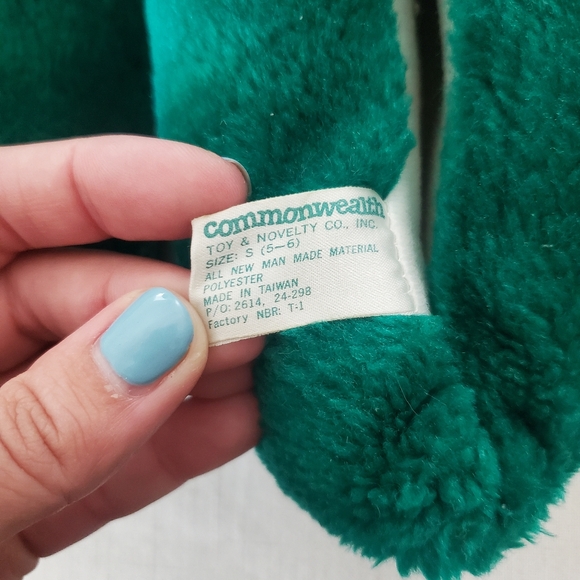 commonwealth
TOY & NOVELTY CO., INC.
SIZE: S (5-6)
ALL NEW MAN MADE MATERIAL
POLYESTER
MADE IN TAIWAN
P/O: 2614, 24-298
Factory NBR: T-1